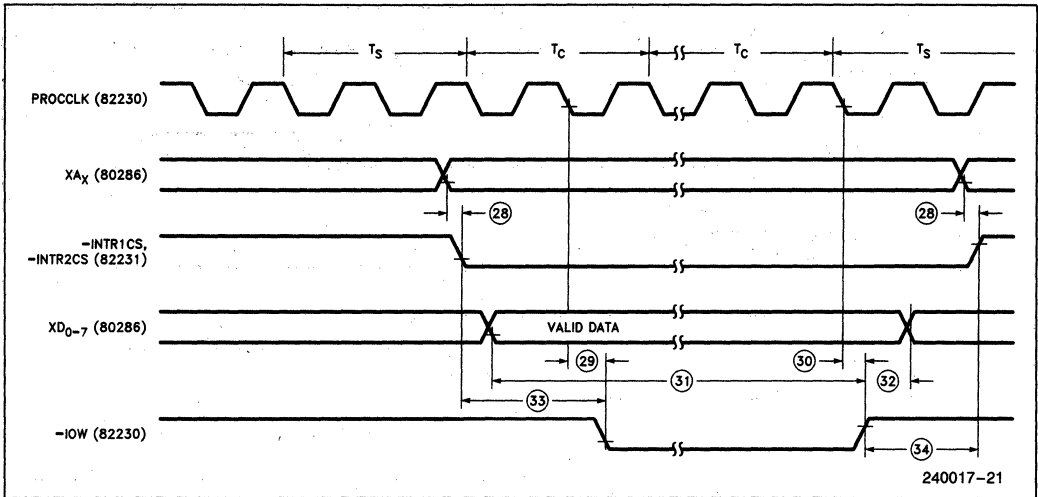 T_S T_C T_C T_S
PROCCLK (82230)
XA_X (80286)
28 28
-INTR1CS,
-INTR2CS (82231)
XD_0-7 (80286)
VALID DATA
29 30
31 32
33
-IOW (82230)
34
240017-21